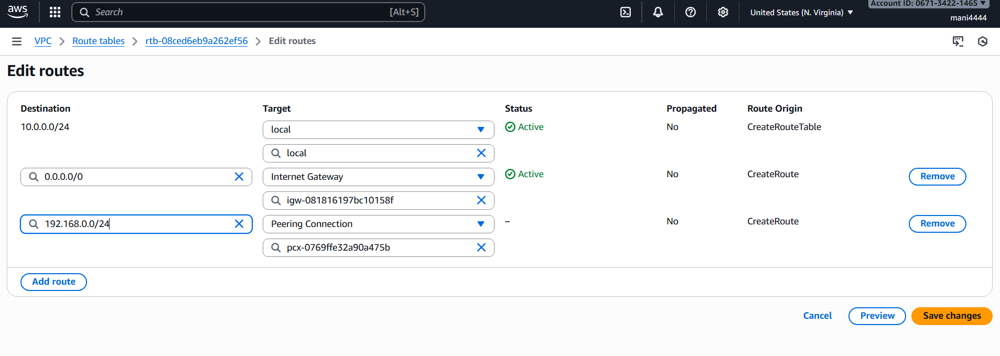 aws
Search [Alt+S]
United States (N. Virginia)
Account ID: 0671-3422-1465
mani4444
VPC
Route tables
rtb-08ced6eb9a262ef56
Edit routes
Edit routes
Destination Target Status Propagated Route Origin
10.0.0.0/24 local Active No CreateRouteTable
local
0.0.0.0/0 Internet Gateway Active No CreateRoute Remove
igw-081816197bc10158f
192.168.0.0/24 Peering Connection – No CreateRoute Remove
pcx-0769ffe32a90a475b
Add route
Cancel Preview Save changes